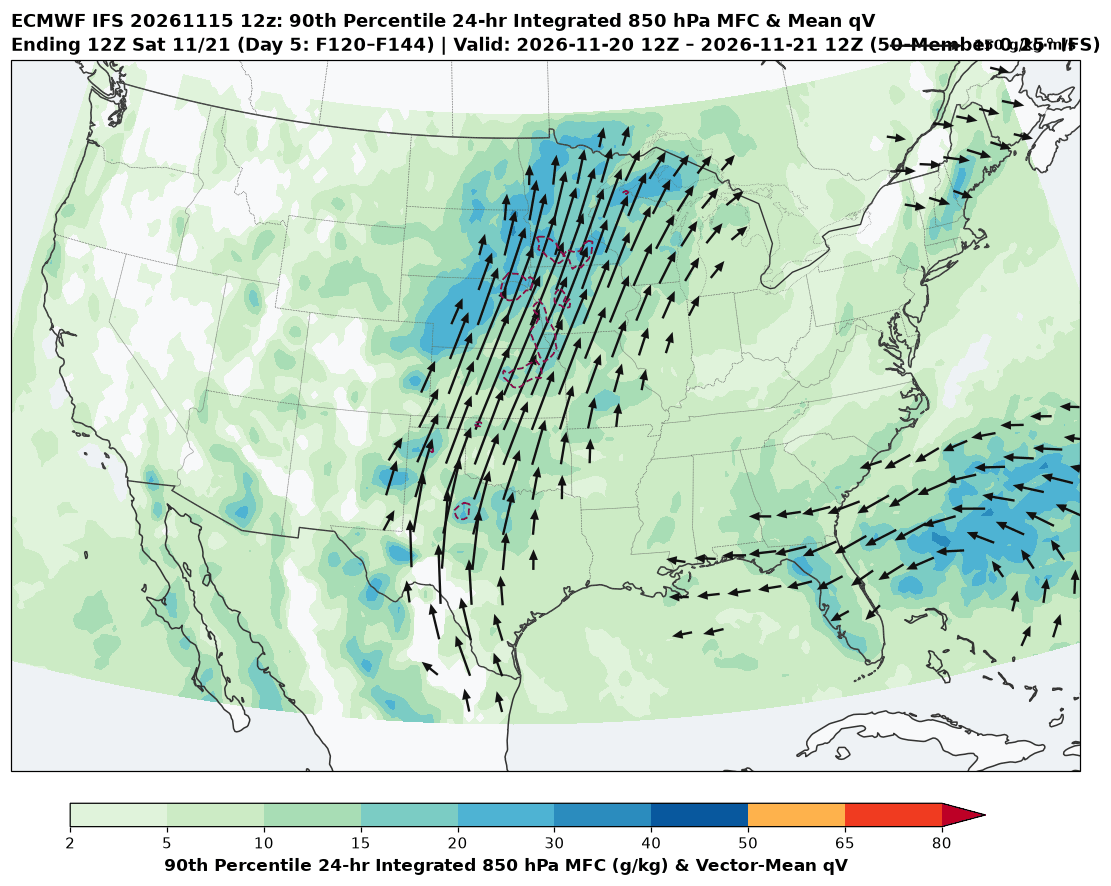 ECMWF IFS 20261115 12z: 90th Percentile 24-hr Integrated 850 hPa MFC & Mean qV
Ending 12Z Sat 11/21 (Day 5: F120–F144) | Valid: 2026-11-20 12Z – 2026-11-21 12Z (50-Member 0.25° IFS)
2 5 10 15 20 30 40 50 65 80
90th Percentile 24-hr Integrated 850 hPa MFC (g/kg) & Vector-Mean qV